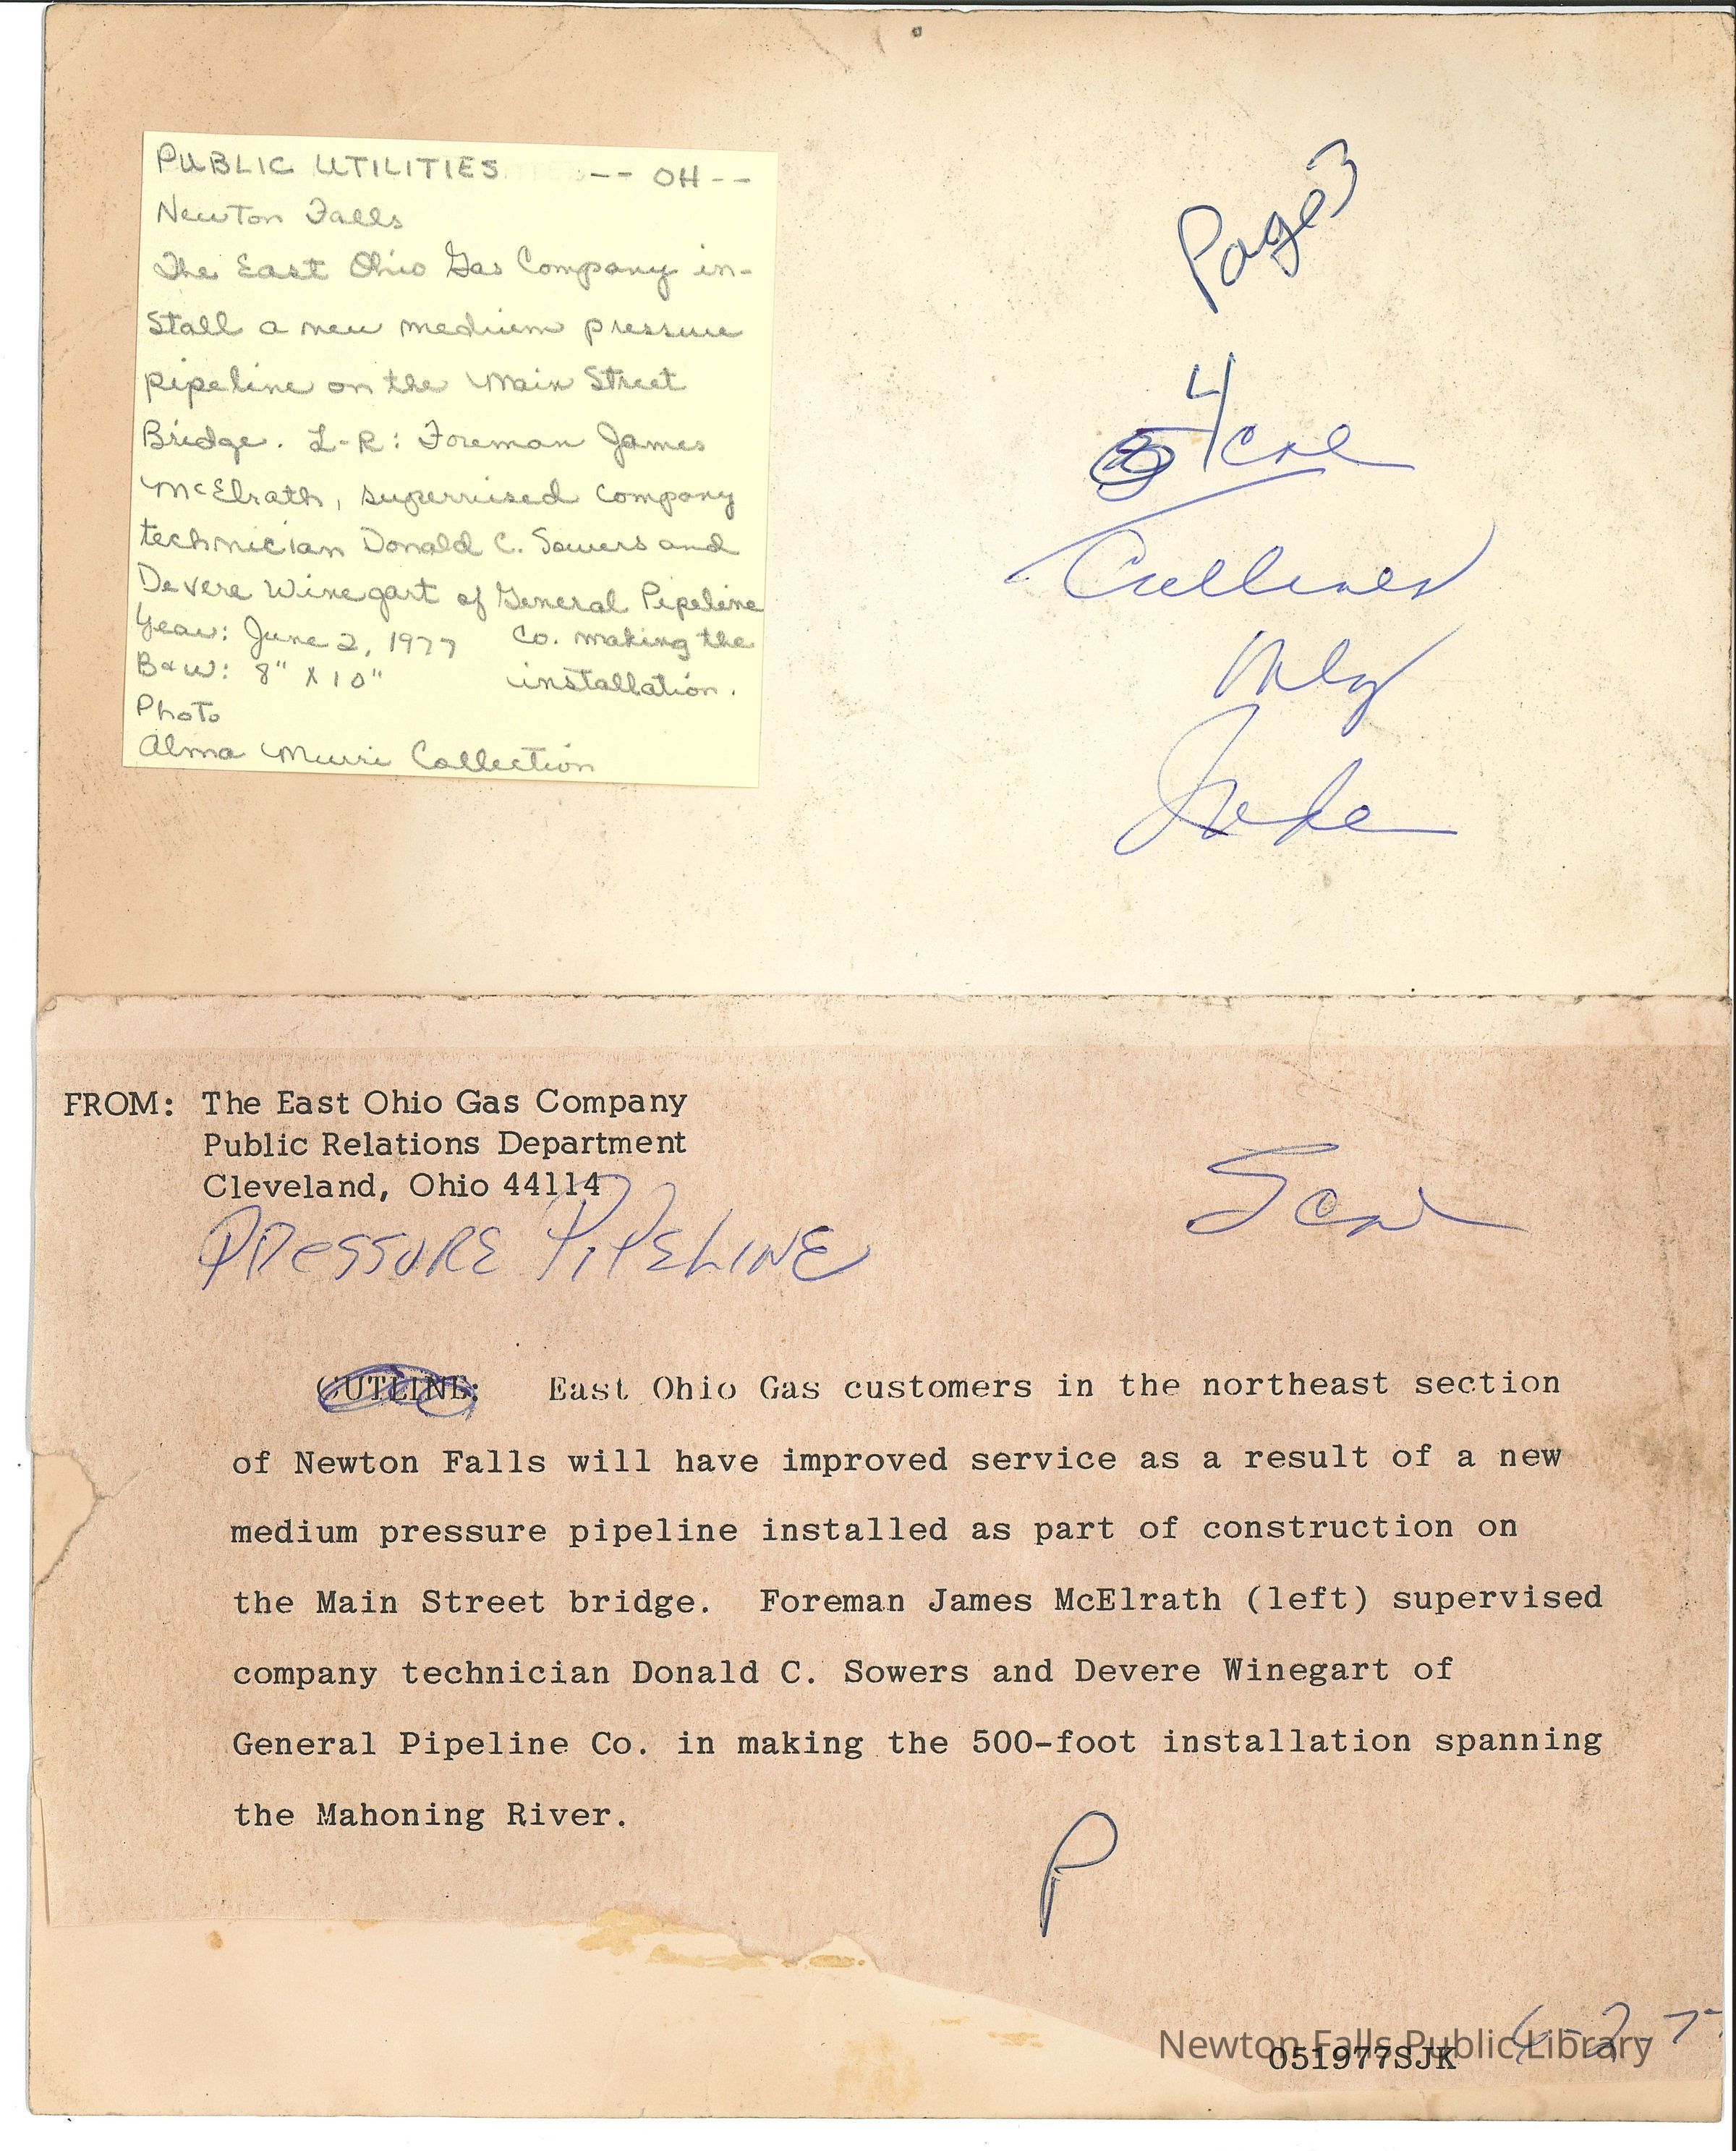 PUBLIC UTILITIES -- OH --
Newton Falls
The East Ohio Gas Company in-
stall a new medium pressure
pipeline on the Main Street
Bridge. L-R: Foreman James
McElrath, supervised company
technician Donald C. Sowers and
Devere Winegart of General Pipeline
Year: June 2, 1977 Co. making the
B&W: 8" X 10" installation.
Photo
Alma Murri Collection
Page 3
4 col
FROM: The East Ohio Gas Company
Public Relations Department
Cleveland, Ohio 44114
PRESSURE PIPELINE
5 col
CUTLINE: East Ohio Gas customers in the northeast section
of Newton Falls will have improved service as a result of a new
medium pressure pipeline installed as part of construction on
the Main Street bridge. Foreman James McElrath (left) supervised
company technician Donald C. Sowers and Devere Winegart of
General Pipeline Co. in making the 500-foot installation spanning
the Mahoning River.
P
6-2-77
Newton Falls Public Library
051977SJK